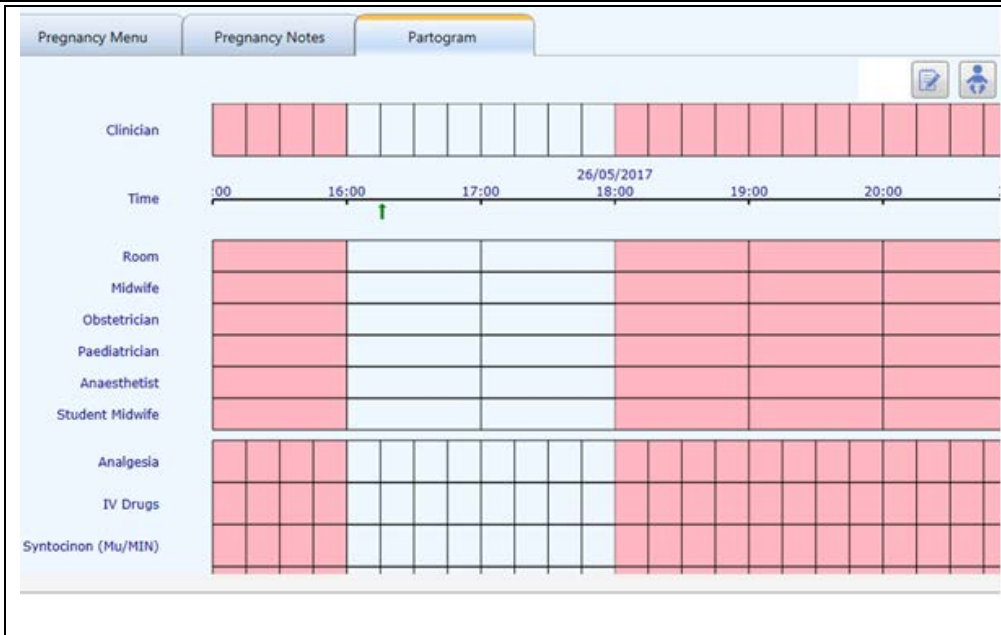 Pregnancy Menu Pregnancy Notes Partogram
Clinician
26/05/2017
Time :00 16:00 17:00 18:00 19:00 20:00
Room
Midwife
Obstetrician
Paediatrician
Anaesthetist
Student Midwife
Analgesia
IV Drugs
Syntocinon (Mu/MIN)